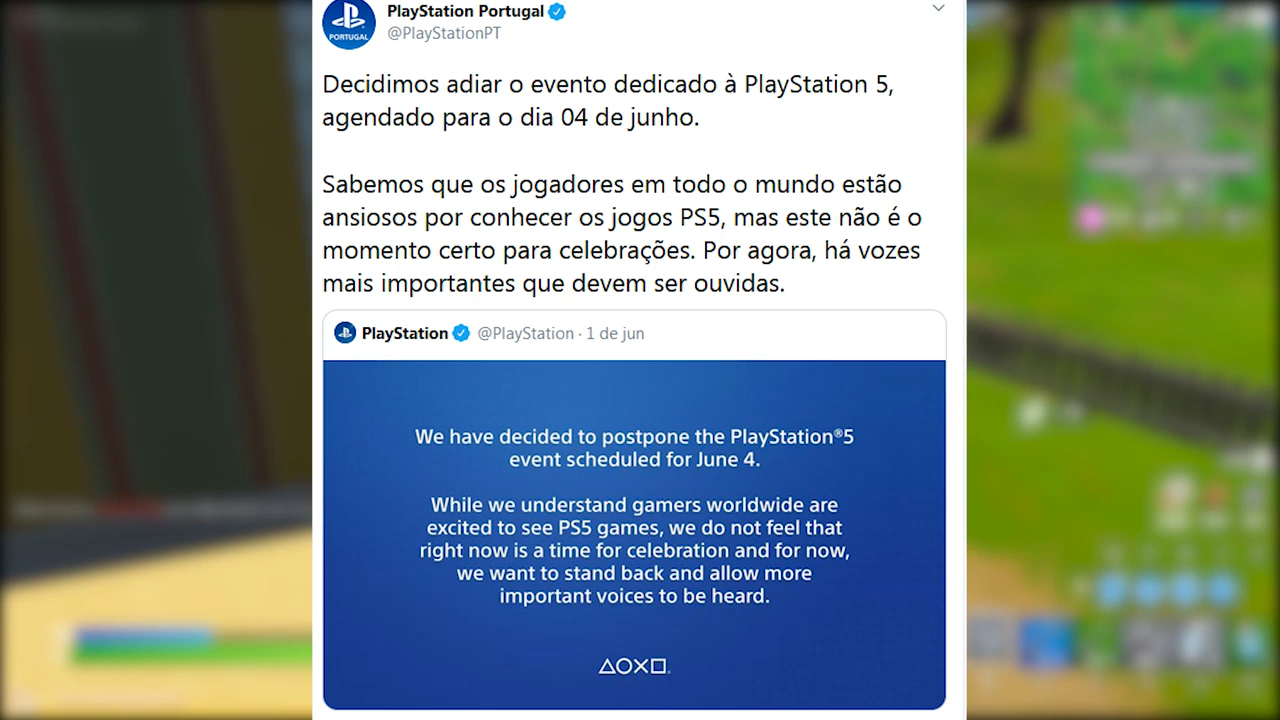 PlayStation Portugal
@PlayStationPT
PORTUGAL
Decidimos adiar o evento dedicado à PlayStation 5,
agendado para o dia 04 de junho.
Sabemos que os jogadores em todo o mundo estão
ansiosos por conhecer os jogos PS5, mas este não é o
momento certo para celebrações. Por agora, há vozes
mais importantes que devem ser ouvidas.
PlayStation @PlayStation · 1 de jun
We have decided to postpone the PlayStation®5
event scheduled for June 4.
While we understand gamers worldwide are
excited to see PS5 games, we do not feel that
right now is a time for celebration and for now,
we want to stand back and allow more
important voices to be heard.